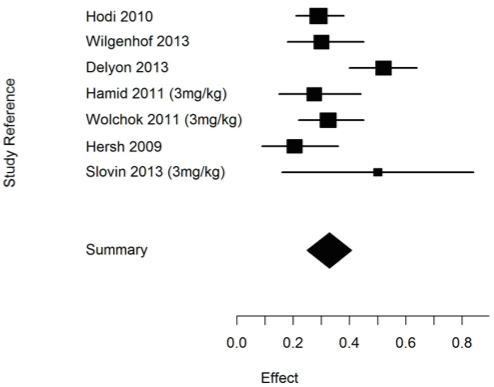 Study Reference
Hodi 2010
Wilgenhof 2013
Delyon 2013
Hamid 2011 (3mg/kg)
Wolchok 2011 (3mg/kg)
Hersh 2009
Slovin 2013 (3mg/kg)
Summary
0.0 0.2 0.4 0.6 0.8
Effect